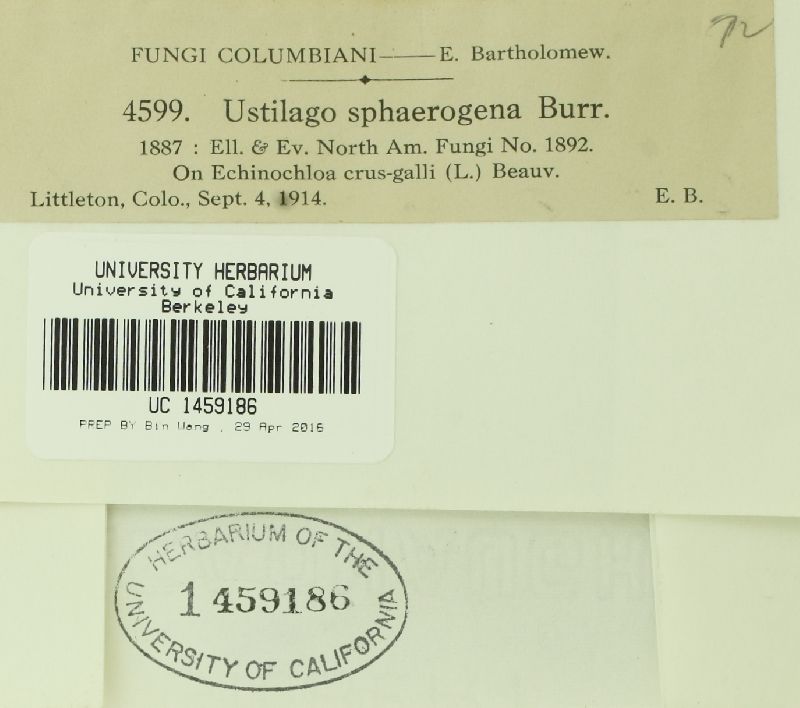 FUNGI COLUMBIANI——E. Bartholomew.
4599. Ustilago sphaerogena Burr.
1887 : Ell. & Ev. North Am. Fungi No. 1892.
On Echinochloa crus-galli (L.) Beauv.
Littleton, Colo., Sept. 4, 1914. E. B.
UNIVERSITY HERBARIUM
University of California
Berkeley
UC 1459186
PREP BY Bin Wang , 29 Apr 2016
HERBARIUM OF THE
1459186
UNIVERSITY OF CALIFORNIA